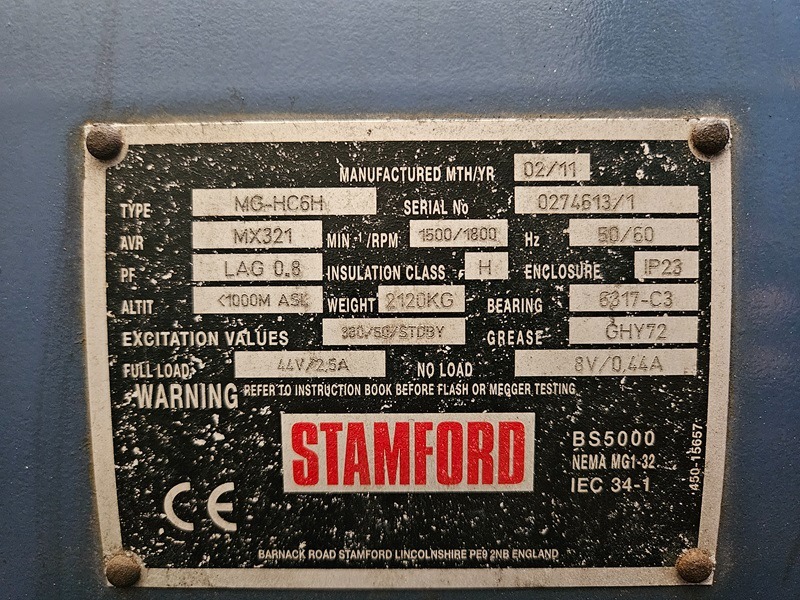 MANUFACTURED MTH/YR 02/11
TYPE MG-HC6H SERIAL No 0274613/1
AVR MX321 MIN -1/RPM 1500/1800 Hz 50/60
PF LAG 0.8 INSULATION CLASS H ENCLOSURE IP23
ALTIT <1000M ASL WEIGHT 2120KG BEARING 6317-C3
EXCITATION VALUES 380/50/STDBY GREASE GHY72
FULL LOAD 44V/2.5A NO LOAD 8V/0.44A
WARNING REFER TO INSTRUCTION BOOK BEFORE FLASH OR MEGGER TESTING
STAMFORD
BS5000
NEMA MG1-32
IEC 34-1
450-15657
CE
BARNACK ROAD STAMFORD LINCOLNSHIRE PE9 2NB ENGLAND